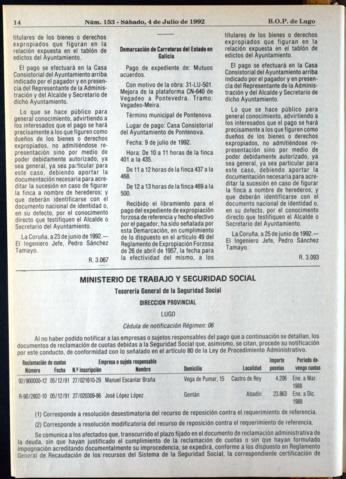 14
Núm. 153 - Sábado, 4 de Julio de 1992
B.O.P. de Lugo
titulares de los bienes o derechos
expropiados que figuran en la
relación expuesta en el tablón de
edictos del Ayuntamiento.
El pago se efectuará en la Casa
Consistorial del Ayuntamiento arriba
indicado por el pagador y en presen-
cia del Representante de la Adminis-
tración y del Alcalde y Secretario de
dicho Ayuntamiento.
Lo que se hace público para
general conocimiento, advirtiendo a
los interesados que el pago se hará
precisamente a los que figuren como
dueños de los bienes o derechos
expropiados, no admitiéndose re-
presentación sino por medio de
poder debidamente autorizado, ya
sea general, ya sea particular para
este caso, debiendo aportar la
documentación necesaria para acre-
ditar la sucesión en caso de figurar
la finca a nombre de herederos; y
que deberán identificarse con el
documento nacional de identidad o,
en su defecto, por el conocimiento
directo que testifiquen el Alcalde o
Secretario del Ayuntamiento.
La Coruña, a 23 de junio de 1992.—
El Ingeniero Jefe, Pedro Sánchez
Tamayo.
R. 3.067
Demarcación de Carreteras del Estado en
Galicia
Pago de expediente de: Mutuos
acuerdos.
Con motivo de la obra: 31-LU-501.
Mejora de la plataforma CN-640 de
Vegadeo a Pontevedra. Tramo:
Vegadeo-Meira.
Término municipal de Pontenova.
Lugar de pago: Casa Consistorial
del Ayuntamiento de Pontenova.
Fecha: 9 de julio de 1992.
Hora: De 10 a 11 horas de la finca
401 a la 435.
De 11 a 12 horas de la finca 437 a la
468.
De 12 a 13 horas de la finca 469 a la
500.
Recibido el libramiento para el
pago del expediente de expropiación
forzosa de referencia y hecho efectivo
por el pagador, ha sido señalada por
esta Demarcación, en cumplimiento
de lo dispuesto en el artículo 49 del
Reglamento de Expropiación Forzosa
de 26 de abril de 1957, la fecha para
la efectividad del mismo, a los
titulares de los bienes o derechos
expropiados que figuran en la
relación expuesta en el tablón de
edictos del Ayuntamiento.
El pago se efectuará en la Casa
Consistorial del Ayuntamiento arriba
indicado por el pagador y en presen-
cia del Representante de la Adminis-
tración y del Alcalde y Secretario de
dicho Ayuntamiento.
Lo que se hace público para
general conocimiento, advirtiendo a
los interesados que el pago se hará
precisamente a los que figuren como
dueños de los bienes o derechos
expropiados, no admitiéndose re-
presentación sino por medio de
poder debidamente autorizado, ya
sea general, ya sea particular para
este caso, debiendo aportar la
documentación necesaria para acre-
ditar la sucesión en caso de figurar
la finca a nombre de herederos; y
que deberán identificarse con el
documento nacional de identidad o,
en su defecto, por el conocimiento
directo que testifiquen el Alcalde o
Secretario del Ayuntamiento.
La Coruña, a 25 de junio de 1992.—
El Ingeniero Jefe, Pedro Sánchez
Tamayo.
R. 3.093
MINISTERIO DE TRABAJO Y SEGURIDAD SOCIAL
Tesorería General de la Seguridad Social
DIRECCION PROVINCIAL
LUGO
Cédula de notificación Régimen: 06
Al no haber podido notificar a las empresas o sujetos responsables del pago que a continuación se detallan, los
documentos de reclamación de cuotas debidas a la Seguridad Social que, asimismo, se citan, procede su notificación
por este conducto, de conformidad con lo señalado en el artículo 80 de la Ley de Procedimiento Administrativo.
Reclamación de cuotas Empresa o sujeto responsable Importe Período de-
Número Fecha N.º inscripción Nombre Domicilio Localidad pesetas vengo cuotas
05/12/91 Manuel Escanlar Braña Vega de Pumar, 15 Castro de Rey 4.206 Ene. a Mar.
1986
05/12/91 José López López Gontán Abadín 23.863 Ene. a Dic.
1986
(1) Corresponde a resolución desestimatoria del recurso de reposición contra el requerimiento de referencia.
(2) Corresponde a resolución modificatoria del recurso de reposición contra el requerimiento de referencia.
Se comunica a los afectados que, transcurrido el plazo fijado en el documento de reclamación administrativa de
la deuda, sin que hayan justificado el cumplimiento de la reclamación de cuotas o sin que hayan formulado
impugnación acreditando documentalmente su improcedencia, se expedirá, conforme a lo dispuesto en Reglamento
General de Recaudación de los recursos del Sistema de la Seguridad Social, la correspondiente certificación de